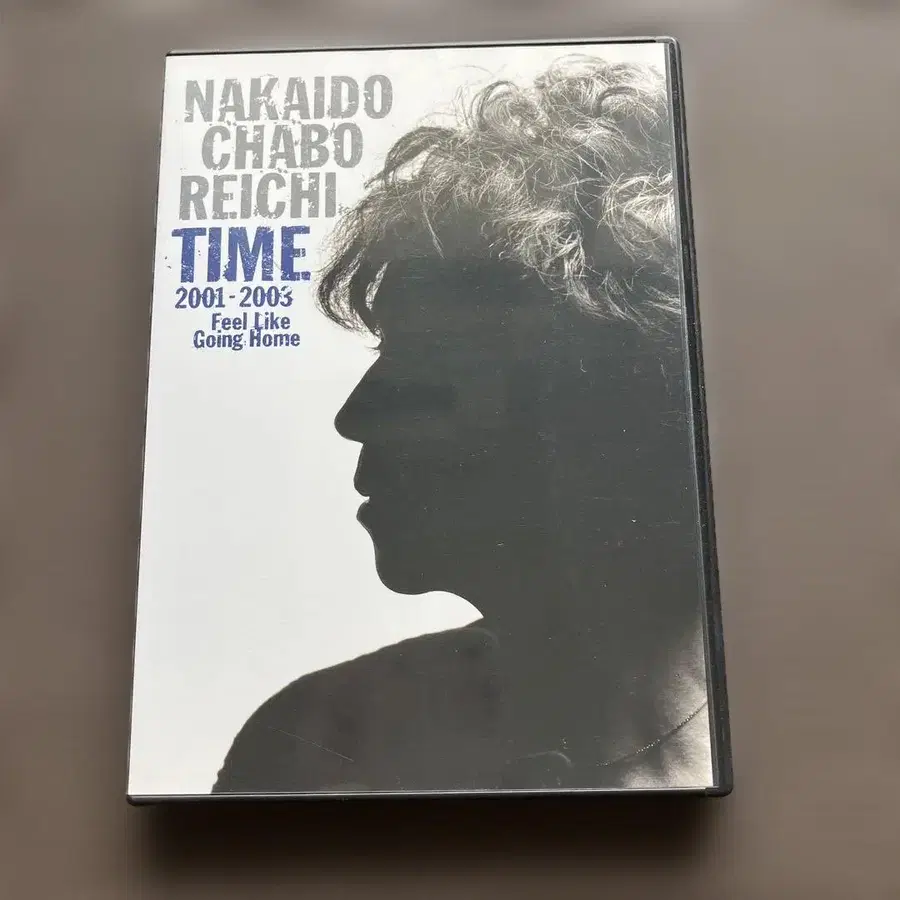 NAKAIDO
CHABO
REICHI
TIME
2001-2003
Feel Like
Going Home